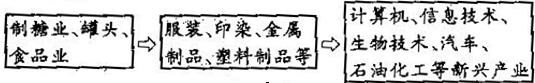 制糖业、罐头、
食品业
服装、印染、金属
制品、塑料制品等
计算机、信息技术、
生物技术、汽车、
石油化工等新兴产业